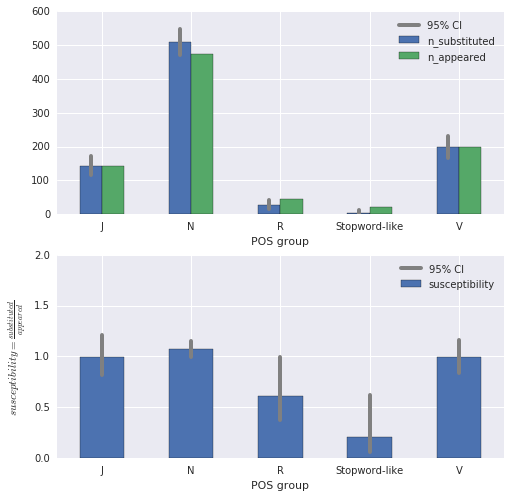 600
500
400
300
200
100
0
95% CI
n_substituted
n_appeared
J N R Stopword-like V
POS group
2.0
1.5
1.0
0.5
0.0
susceptibility = substituted/appeared
95% CI
susceptibility
J N R Stopword-like V
POS group